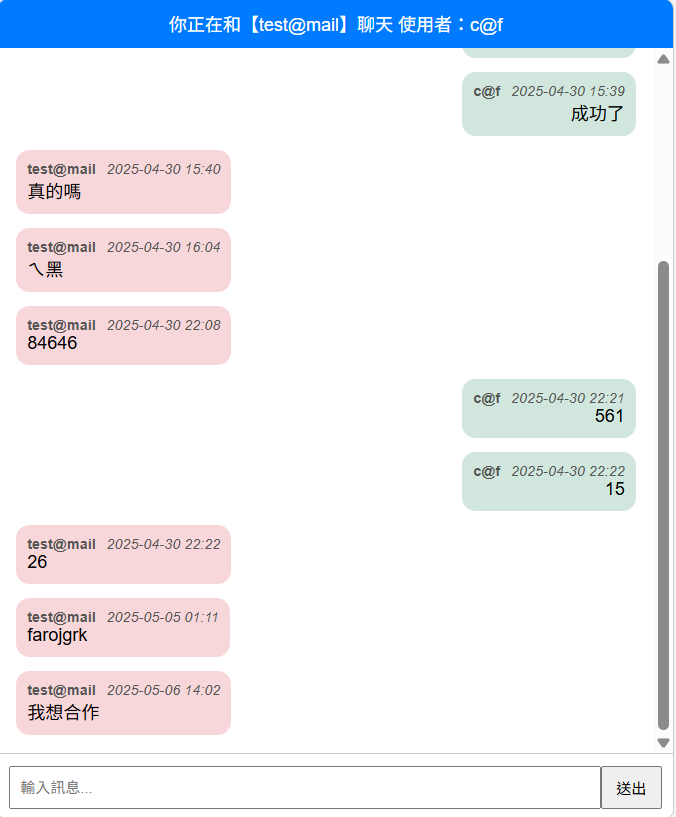 你正在和【test@mail】聊天 使用者：c@f
c@f 2025-04-30 15:39
成功了
test@mail 2025-04-30 15:40
真的嗎
test@mail 2025-04-30 16:04
ㄟ黑
test@mail 2025-04-30 22:08
84646
c@f 2025-04-30 22:21
561
c@f 2025-04-30 22:22
15
test@mail 2025-04-30 22:22
26
test@mail 2025-05-05 01:11
farojgrk
test@mail 2025-05-06 14:02
我想合作
輸入訊息...
送出